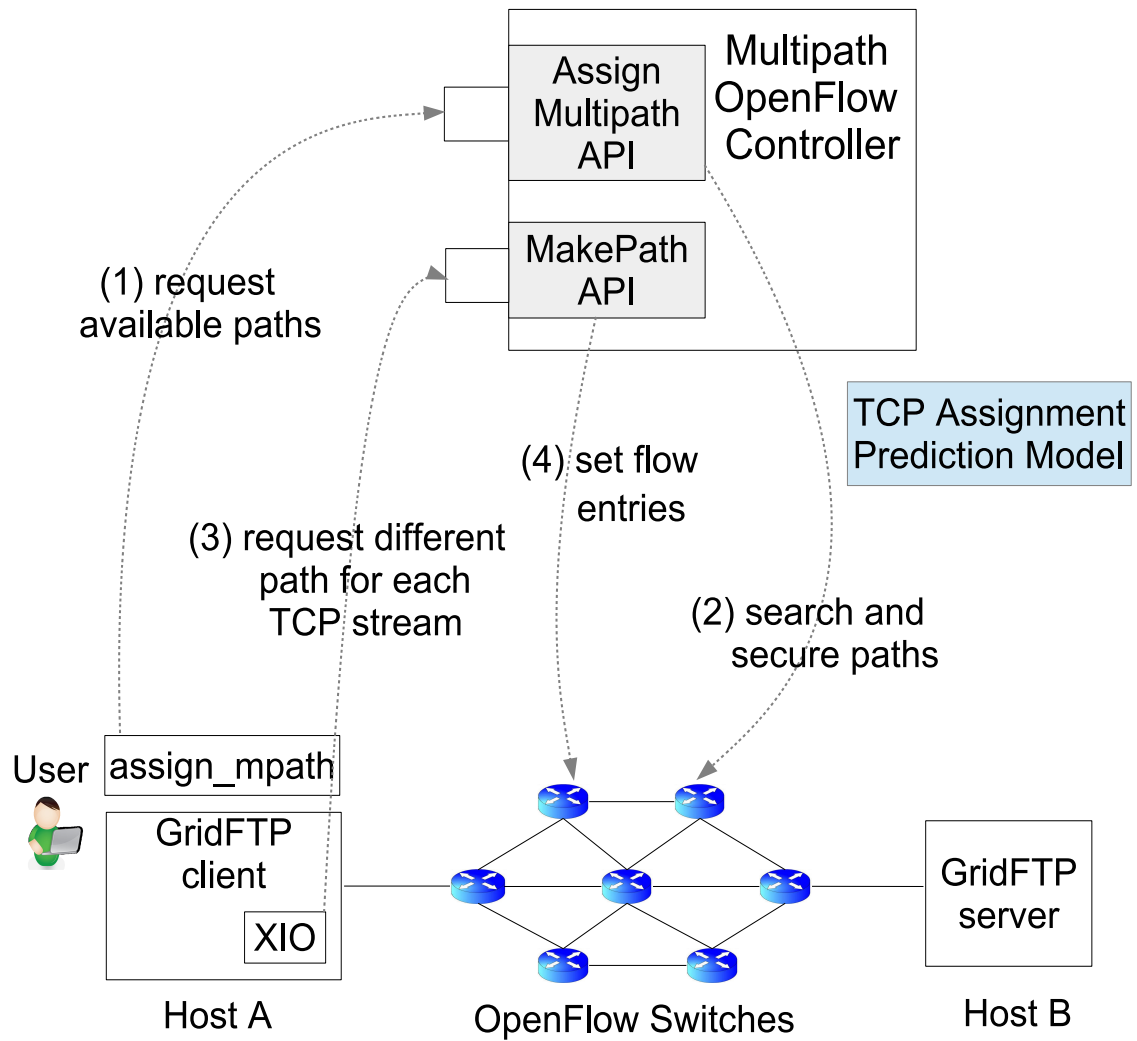 Assign
Multipath
API
Multipath
OpenFlow
Controller
MakePath
API
(1) request
available paths
TCP Assignment
Prediction Model
(4) set flow
entries
(3) request different
path for each
TCP stream
(2) search and
secure paths
User
assign_mpath
GridFTP
client
XIO
GridFTP
server
Host A
OpenFlow Switches
Host B